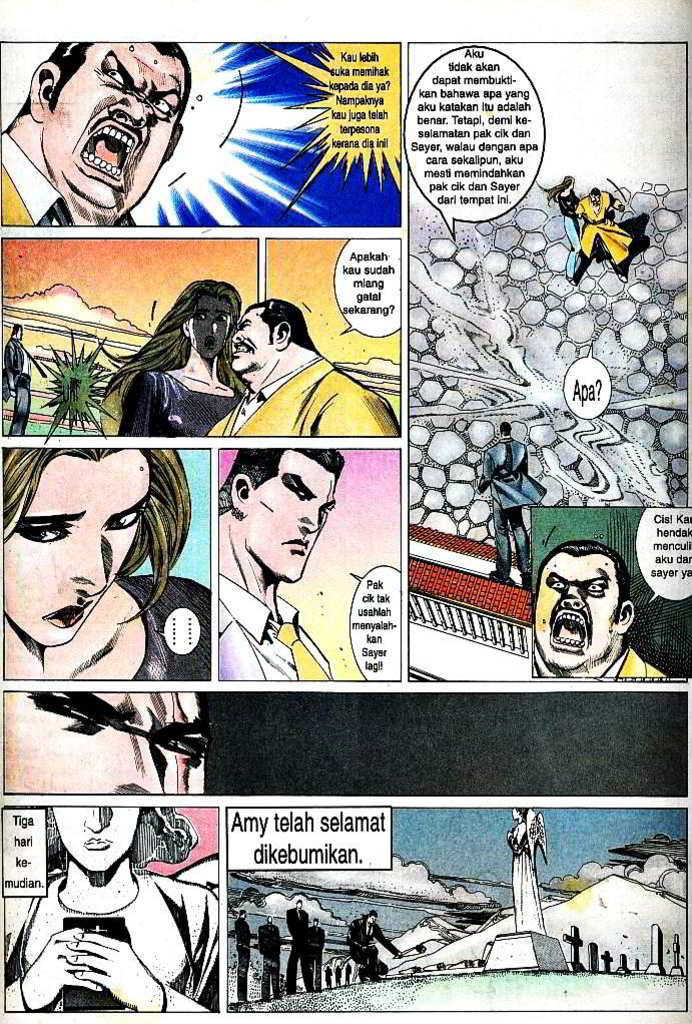 Kau lebih
suka memihak
kepada dia ya?
Nampaknya
kau juga telah
terpesona
kerana dia ini!
Apakah
kau sudah
miang
gatal
sekarang?
Pak
cik tak
usahlah
menyalah-
kan
Sayer
lagi!
Aku
tidak akan
dapat membukti-
kan bahawa apa yang
aku katakan itu adalah
benar. Tetapi, demi ke-
selamatan pak cik dan
Sayer, walau dengan apa
cara sekalipun, aku
mesti memindahkan
pak cik dan Sayer
dari tempat ini.
Apa?
Cis! Kau
hendak
menculi
aku dan
sayer ya
Tiga
hari
ke-
mudian.
Amy telah selamat
dikebumikan.